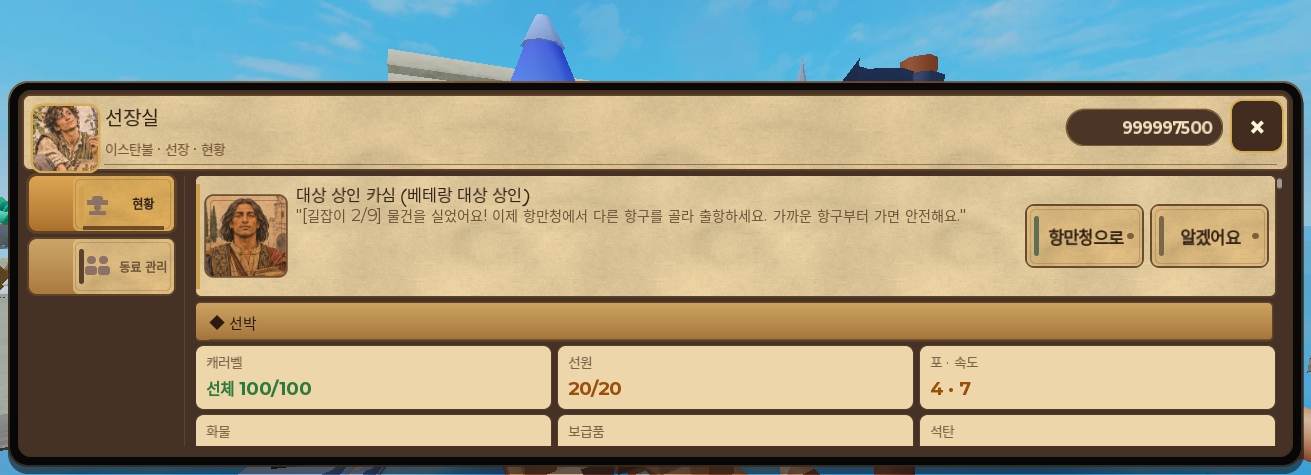 선장실
999997500
×
이스탄불 · 선장 · 현황
현황
동료 관리
대상 상인 카심 (베테랑 대상 상인)
"[길잡이 2/9] 물건을 실었어요! 이제 항만청에서 다른 항구를 골라 출항하세요. 가까운 항구부터 가면 안전해요."
항만청으로
알겠어요
◆ 선박
캐러벨
선체 100/100
선원
20/20
포 · 속도
4 · 7
화물
보급품
석탄